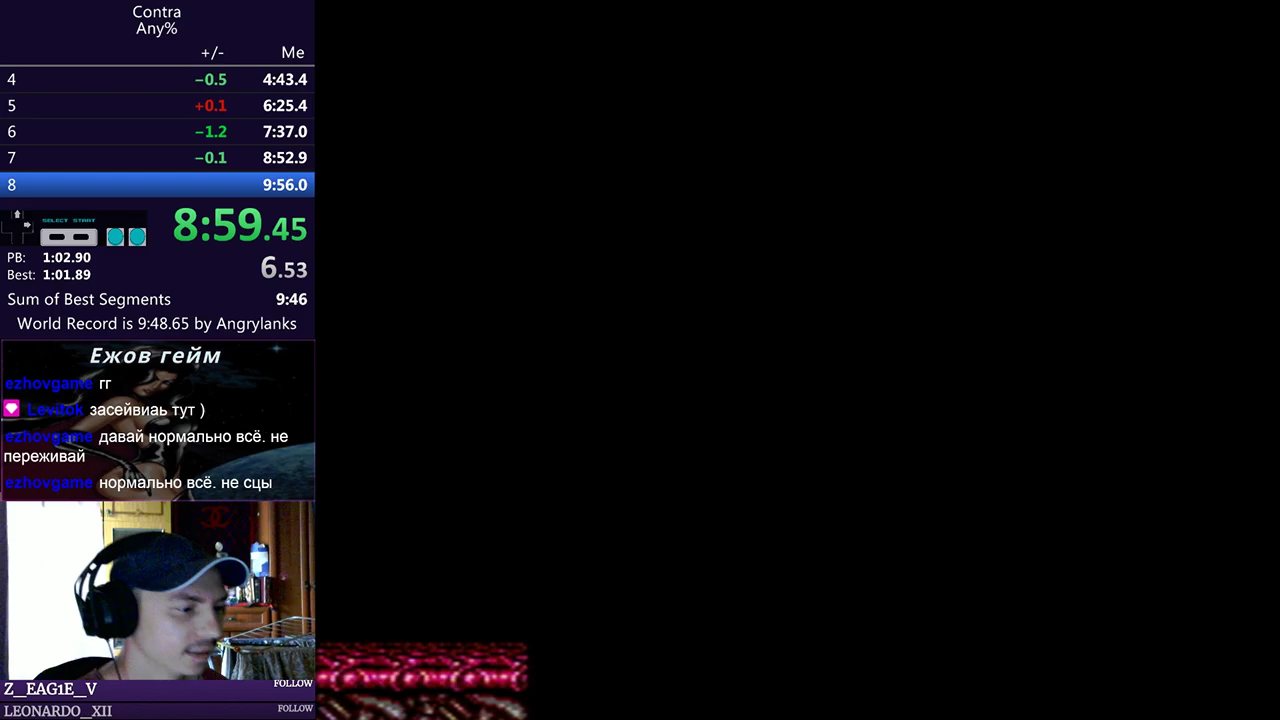 Contra
Any%
+/- Me
4 −0.5 4:43.4
5 +0.1 6:25.4
6 −1.2 7:37.0
7 −0.1 8:52.9
8 9:56.0
SELECT START
8:59.45
PB: 1:02.90
6.53
Best: 1:01.89
Sum of Best Segments 9:46
World Record is 9:48.65 by Angrylanks
Ежов гейм
ezhovgame гг
Levitok засейвиаь тут )
ezhovgame давай нормально всё. не
переживай
ezhovgame нормально всё. не сцы
Z_EAG1E_V FOLLOW
LEONARDO_XII FOLLOW